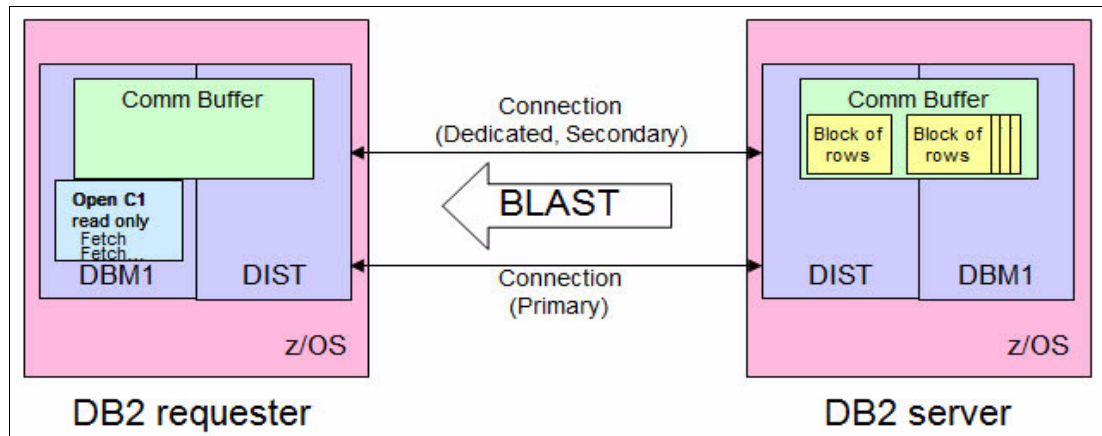 Comm Buffer
Open C1
read only
Fetch
Fetch...
DBM1
DIST
z/OS
DB2 requester
Connection
(Dedicated, Secondary)
BLAST
Connection
(Primary)
Comm Buffer
Block of
rows
Block of
rows
DIST
DBM1
z/OS
DB2 server